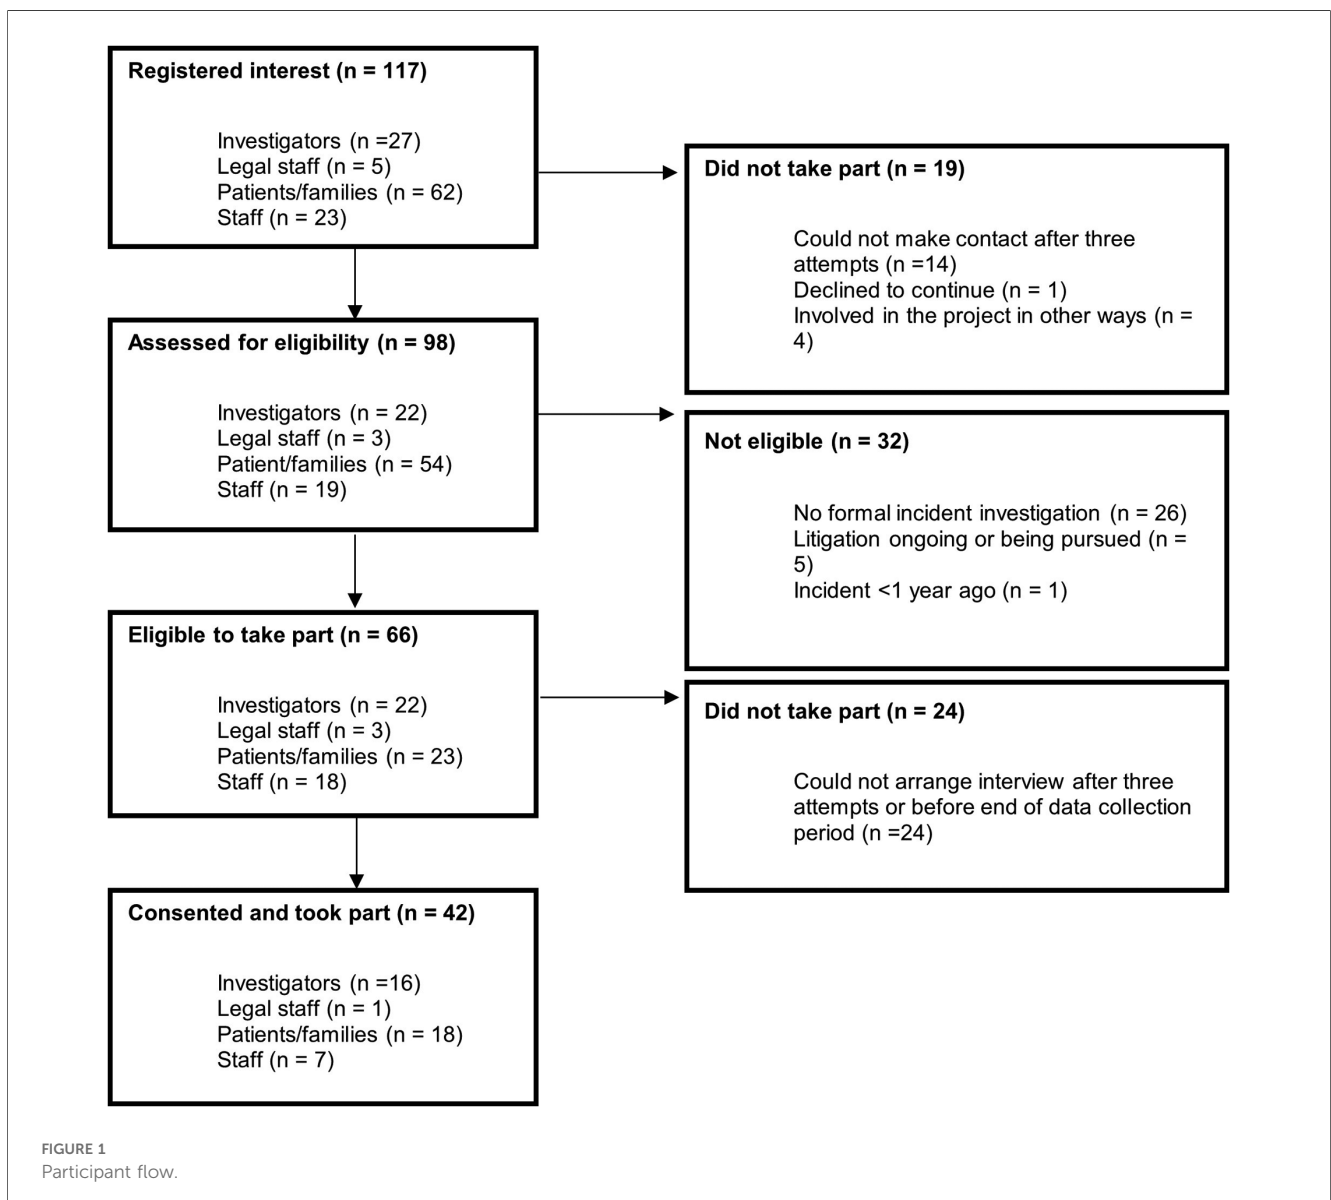 Registered interest (n = 117)
Investigators (n =27)
Legal staff (n = 5)
Patients/families (n = 62)
Staff (n = 23)
Did not take part (n = 19)
Could not make contact after three
attempts (n =14)
Declined to continue (n = 1)
Involved in the project in other ways (n =
4)
Assessed for eligibility (n = 98)
Investigators (n = 22)
Legal staff (n = 3)
Patient/families (n = 54)
Staff (n = 19)
Not eligible (n = 32)
No formal incident investigation (n = 26)
Litigation ongoing or being pursued (n =
5)
Incident <1 year ago (n = 1)
Eligible to take part (n = 66)
Investigators (n = 22)
Legal staff (n = 3)
Patients/families (n = 23)
Staff (n = 18)
Did not take part (n = 24)
Could not arrange interview after three
attempts or before end of data collection
period (n =24)
Consented and took part (n = 42)
Investigators (n =16)
Legal staff (n = 1)
Patients/families (n = 18)
Staff (n = 7)
FIGURE 1
Participant flow.